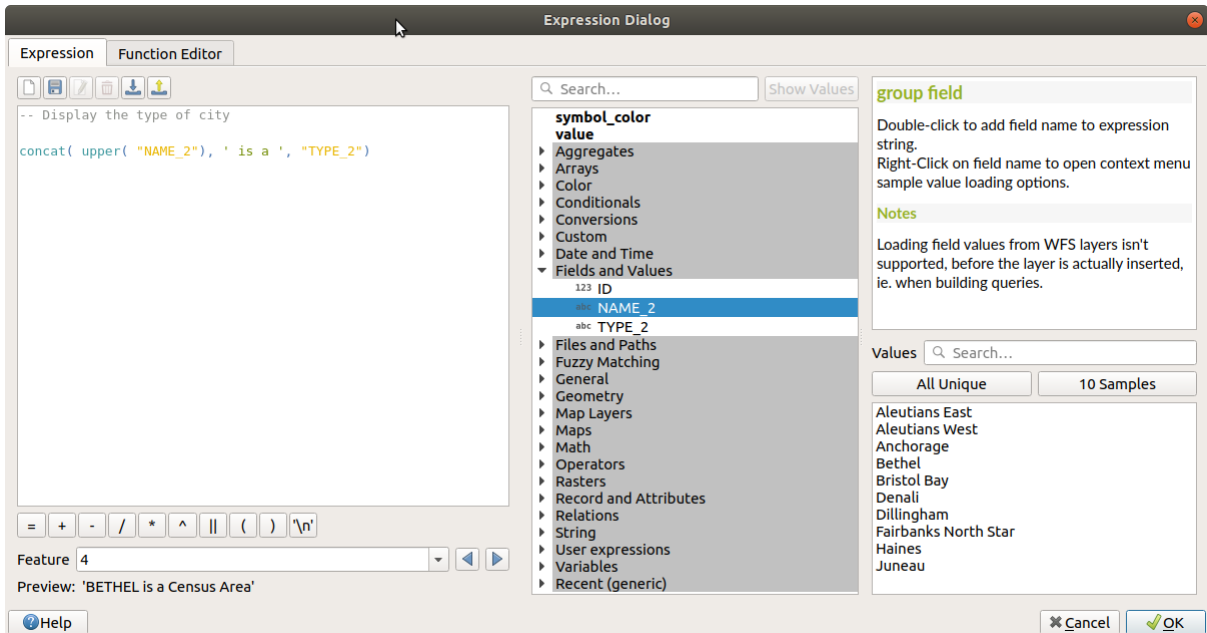 Expression Dialog
Expression
Function Editor
-- Display the type of city
concat( upper( "NAME_2"), ' is a ', "TYPE_2")
=
+
-
/
*
^
||
(
)
'\n'
Feature 4
Preview: 'BETHEL is a Census Area'
Help
Search...
Show Values
symbol_color
value
Aggregates
Arrays
Color
Conditionals
Conversions
Custom
Date and Time
Fields and Values
123 ID
abc NAME_2
abc TYPE_2
Files and Paths
Fuzzy Matching
General
Geometry
Map Layers
Maps
Math
Operators
Rasters
Record and Attributes
Relations
String
User expressions
Variables
Recent (generic)
group field
Double-click to add field name to expression
string.
Right-Click on field name to open context menu
sample value loading options.
Notes
Loading field values from WFS layers isn't
supported, before the layer is actually inserted,
ie. when building queries.
Values
Search...
All Unique
10 Samples
Aleutians East
Aleutians West
Anchorage
Bethel
Bristol Bay
Denali
Dillingham
Fairbanks North Star
Haines
Juneau
Cancel
OK